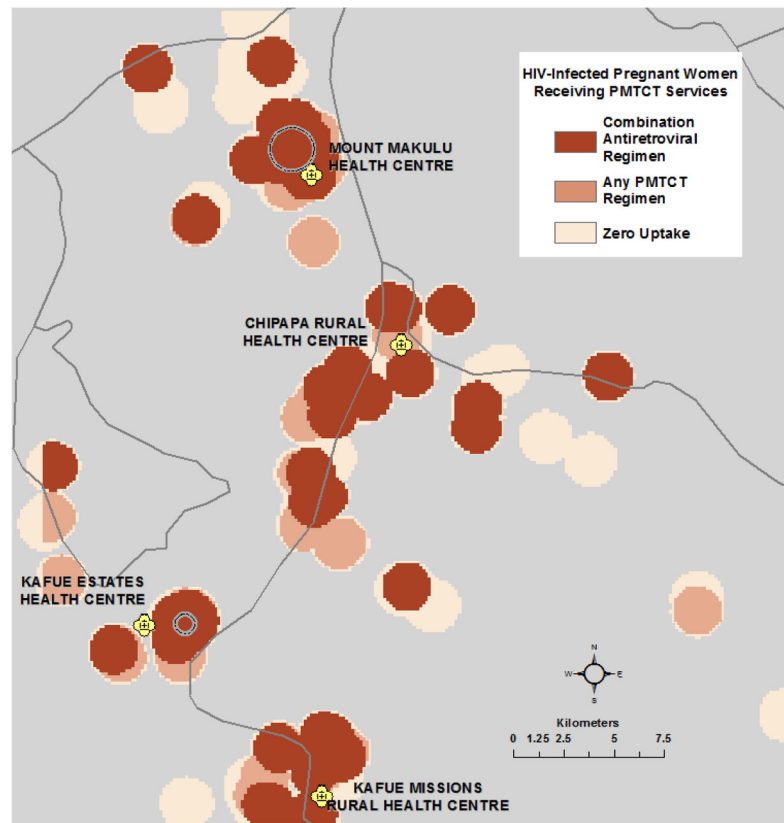 HIV-Infected Pregnant Women
Receiving PMTCT Services
Combination
Antiretroviral
Regimen
Any PMTCT
Regimen
Zero Uptake
MOUNT MAKULU
HEALTH CENTRE
CHIPAPA RURAL
HEALTH CENTRE
KAFUE ESTATES
HEALTH CENTRE
N
W E
S
Kilometers
0 1.25 2.5 5 7.5
KAFUE MISSIONS
RURAL HEALTH CENTRE